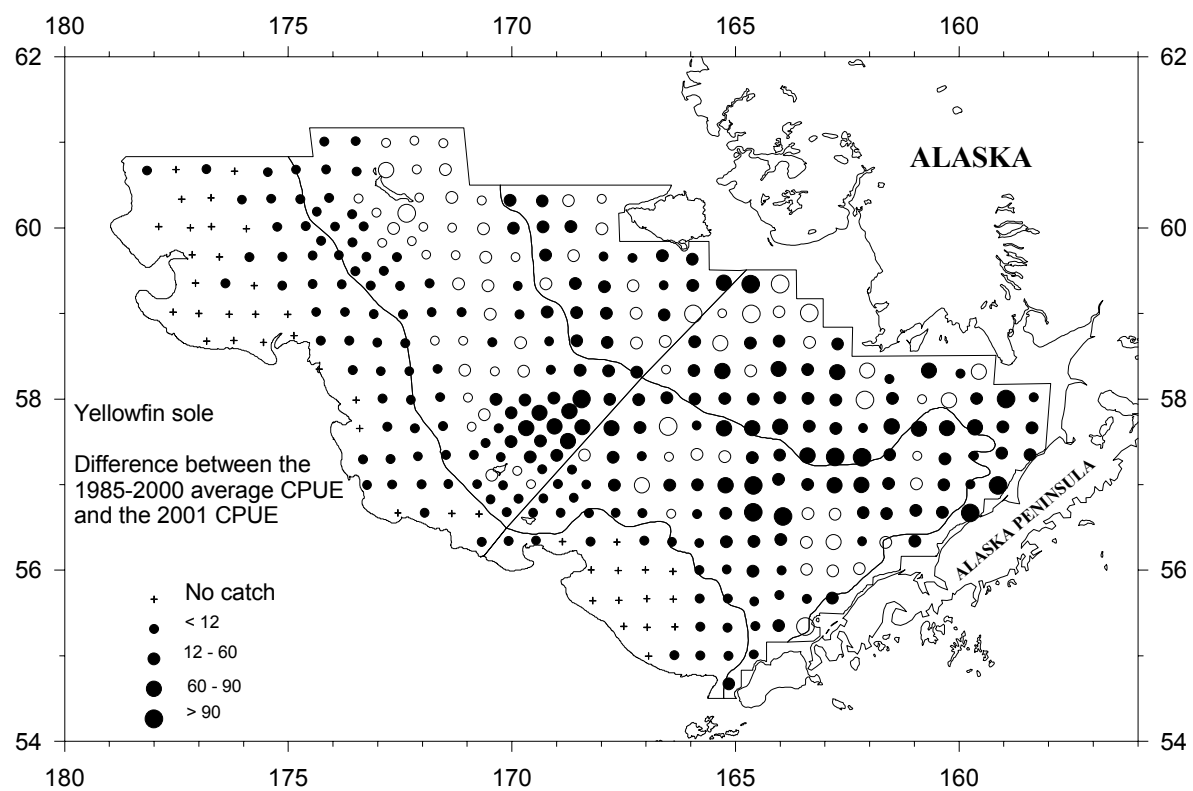 180 175 170 165 160
62 62
ALASKA
60 60
58 58
Yellowfin sole
Difference between the
1985-2000 average CPUE
and the 2001 CPUE
ALASKA PENINSULA
56 56
No catch
< 12
12 - 60
60 - 90
> 90
54 54
180 175 170 165 160